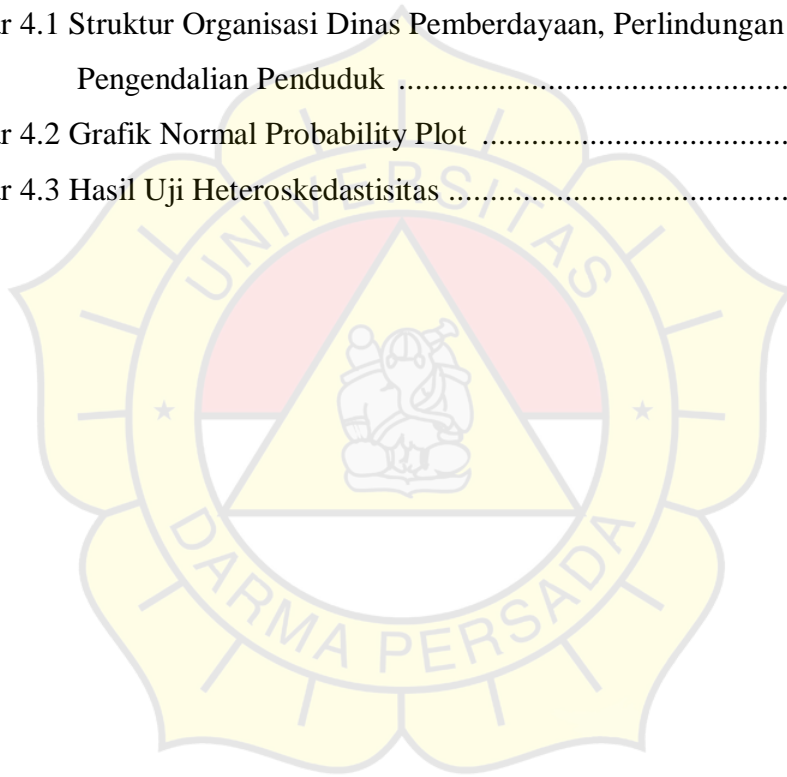 r 4.1 Struktur Organisasi Dinas Pemberdayaan, Perlindungan
Pengendalian Penduduk ................................................
r 4.2 Grafik Normal Probability Plot .....................................
r 4.3 Hasil Uji Heteroskedastisitas .........................................
UNIVERSITAS
DARMA PERSADA